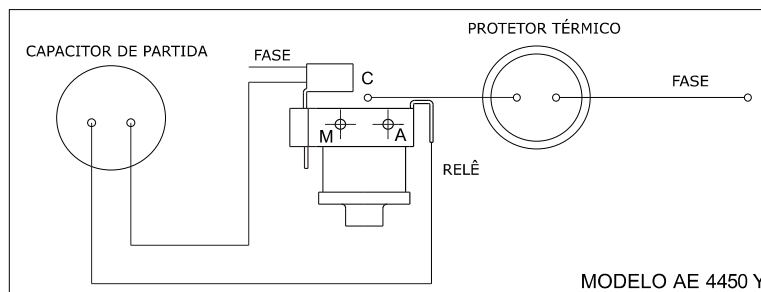 PROTETOR TÉRMICO
CAPACITOR DE PARTIDA
FASE
C
FASE
M
A
RELÊ
MODELO AE 4450 Y